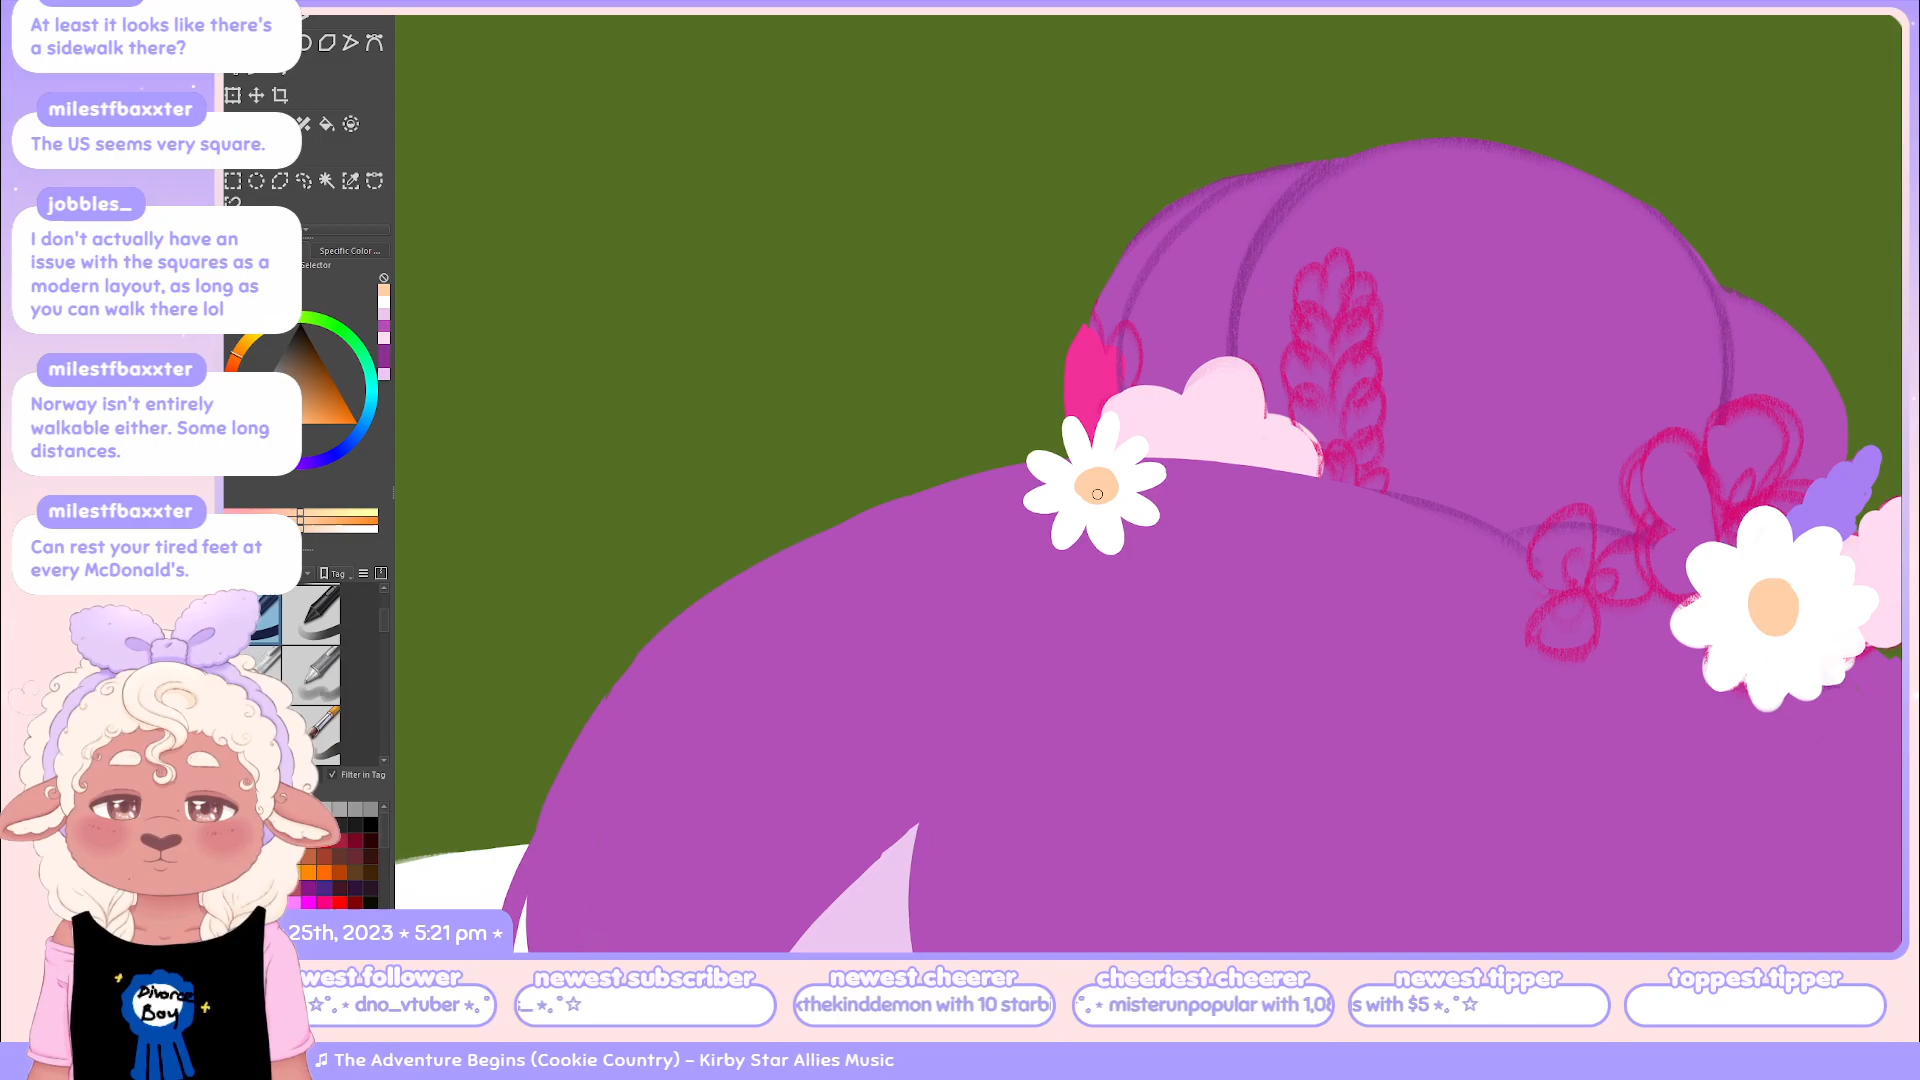 At least it looks like there's
a sidewalk there?
milestfbaxxter
The US seems very square.
jobbles_
I don't actually have an
issue with the squares as a
modern layout, as long as
you can walk there lol
milestfbaxxter
Norway isn't entirely
walkable either. Some long
distances.
milestfbaxxter
Can rest your tired feet at
every McDonald's.
Specific Color ...
Selector
Tag
Filter in Tag
Divorce
Boy
25th, 2023 ⋆ 5:21 pm ⋆
west follower
☆°。⋆ dno_vtuber ⋆。°
newest subscriber
_ ⋆。°☆
newest cheerer
thekinddemon with 10 starbi
cheeriest cheerer
°。⋆ misterunpopular with 1,08
newest tipper
s with $5 ⋆。°☆
toppest tipper
♫ The Adventure Begins (Cookie Country) – Kirby Star Allies Music